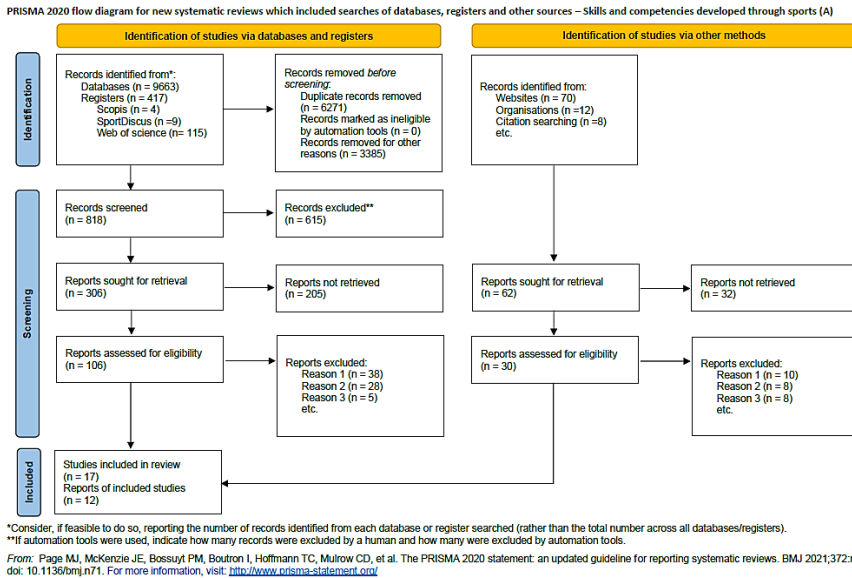 PRISMA 2020 flow diagram for new systematic reviews which included searches of databases, registers and other sources – Skills and competencies developed through sports (A)
Identification of studies via databases and registers
Identification of studies via other methods
Identification
Records identified from*:
Databases (n = 9663)
Registers (n = 417)
Scopis (n = 4)
SportDiscus (n =9)
Web of science (n= 115)
Records removed before
screening:
Duplicate records removed
(n = 6271)
Records marked as ineligible
by automation tools (n = 0)
Records removed for other
reasons (n = 3385)
Records identified from:
Websites (n = 70)
Organisations (n =12)
Citation searching (n =8)
etc.
Screening
Records screened
(n = 818)
Records excluded**
(n = 615)
Reports sought for retrieval
(n = 306)
Reports not retrieved
(n = 205)
Reports sought for retrieval
(n = 62)
Reports not retrieved
(n = 32)
Reports assessed for eligibility
(n = 106)
Reports excluded:
Reason 1 (n = 38)
Reason 2 (n = 28)
Reason 3 (n = 5)
etc.
Reports assessed for eligibility
(n = 30)
Reports excluded:
Reason 1 (n = 10)
Reason 2 (n = 8)
Reason 3 (n = 8)
etc.
Included
Studies included in review
(n = 17)
Reports of included studies
(n = 12)
*Consider, if feasible to do so, reporting the number of records identified from each database or register searched (rather than the total number across all databases/registers).
**If automation tools were used, indicate how many records were excluded by a human and how many were excluded by automation tools.
From: Page MJ, McKenzie JE, Bossuyt PM, Boutron I, Hoffmann TC, Mulrow CD, et al. The PRISMA 2020 statement: an updated guideline for reporting systematic reviews. BMJ 2021;372:
doi: 10.1136/bmj.n71. For more information, visit: http://www.prisma-statement.org/